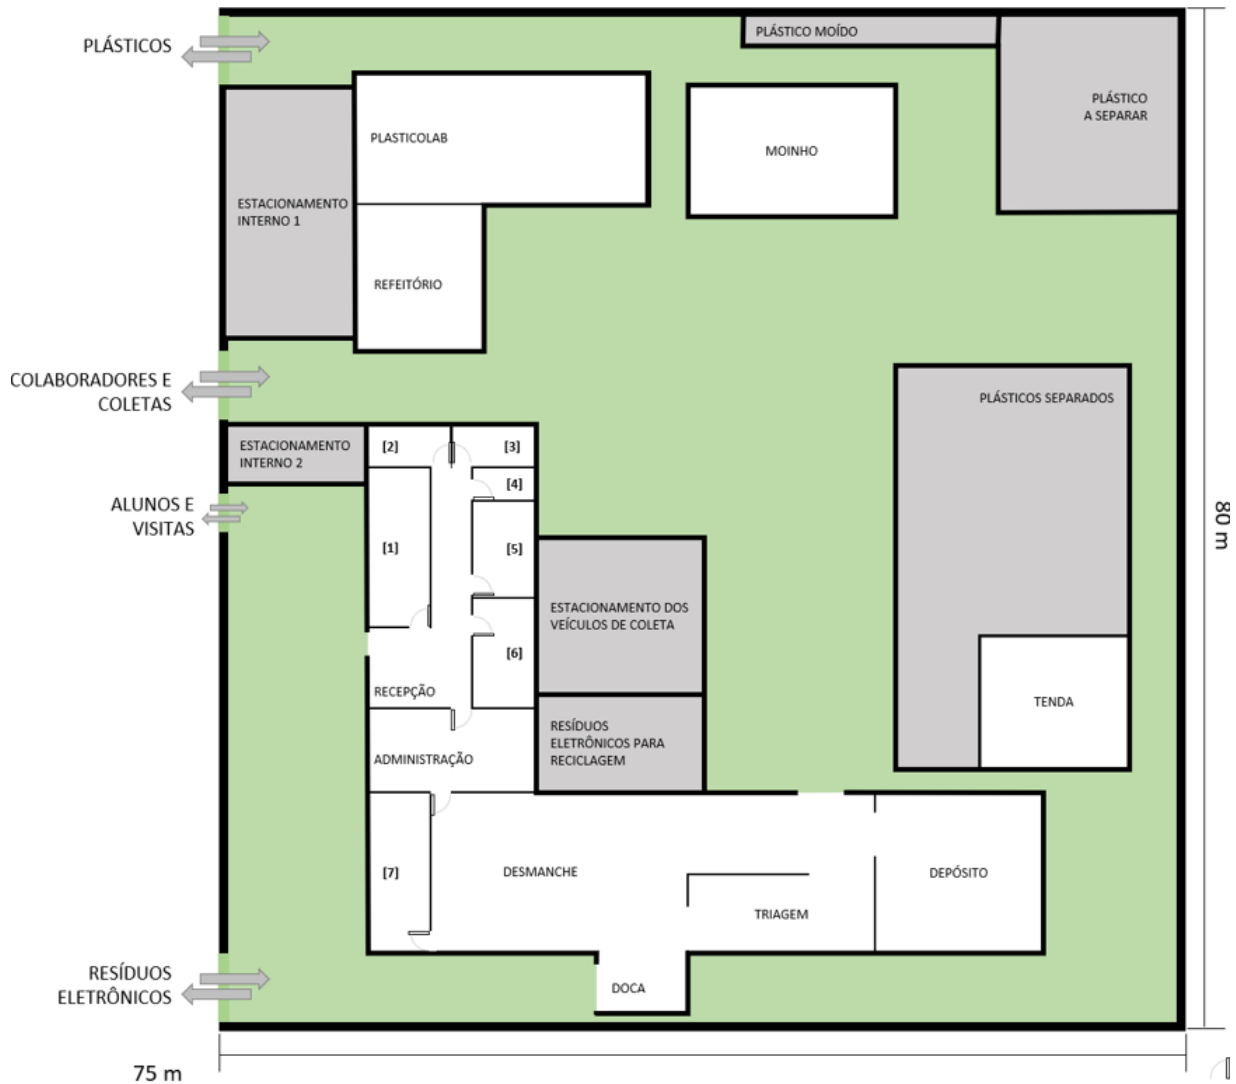 PLÁSTICOS
PLÁSTICO MOÍDO
PLÁSTICO
A SEPARAR
PLASTICOLAB
MOINHO
ESTACIONAMENTO
INTERNO 1
REFEITÓRIO
COLABORADORES E
COLETAS
PLÁSTICOS SEPARADOS
ESTACIONAMENTO
INTERNO 2
[2]
[3]
[4]
ALUNOS E
VISITAS
[1]
[5]
80 m
ESTACIONAMENTO DOS
VEÍCULOS DE COLETA
[6]
RECEPÇÃO
TENDA
RESÍDUOS
ELETRÔNICOS PARA
RECICLAGEM
ADMINISTRAÇÃO
[7]
DESMANCHE
DEPÓSITO
TRIAGEM
RESÍDUOS
ELETRÔNICOS
DOCA
75 m